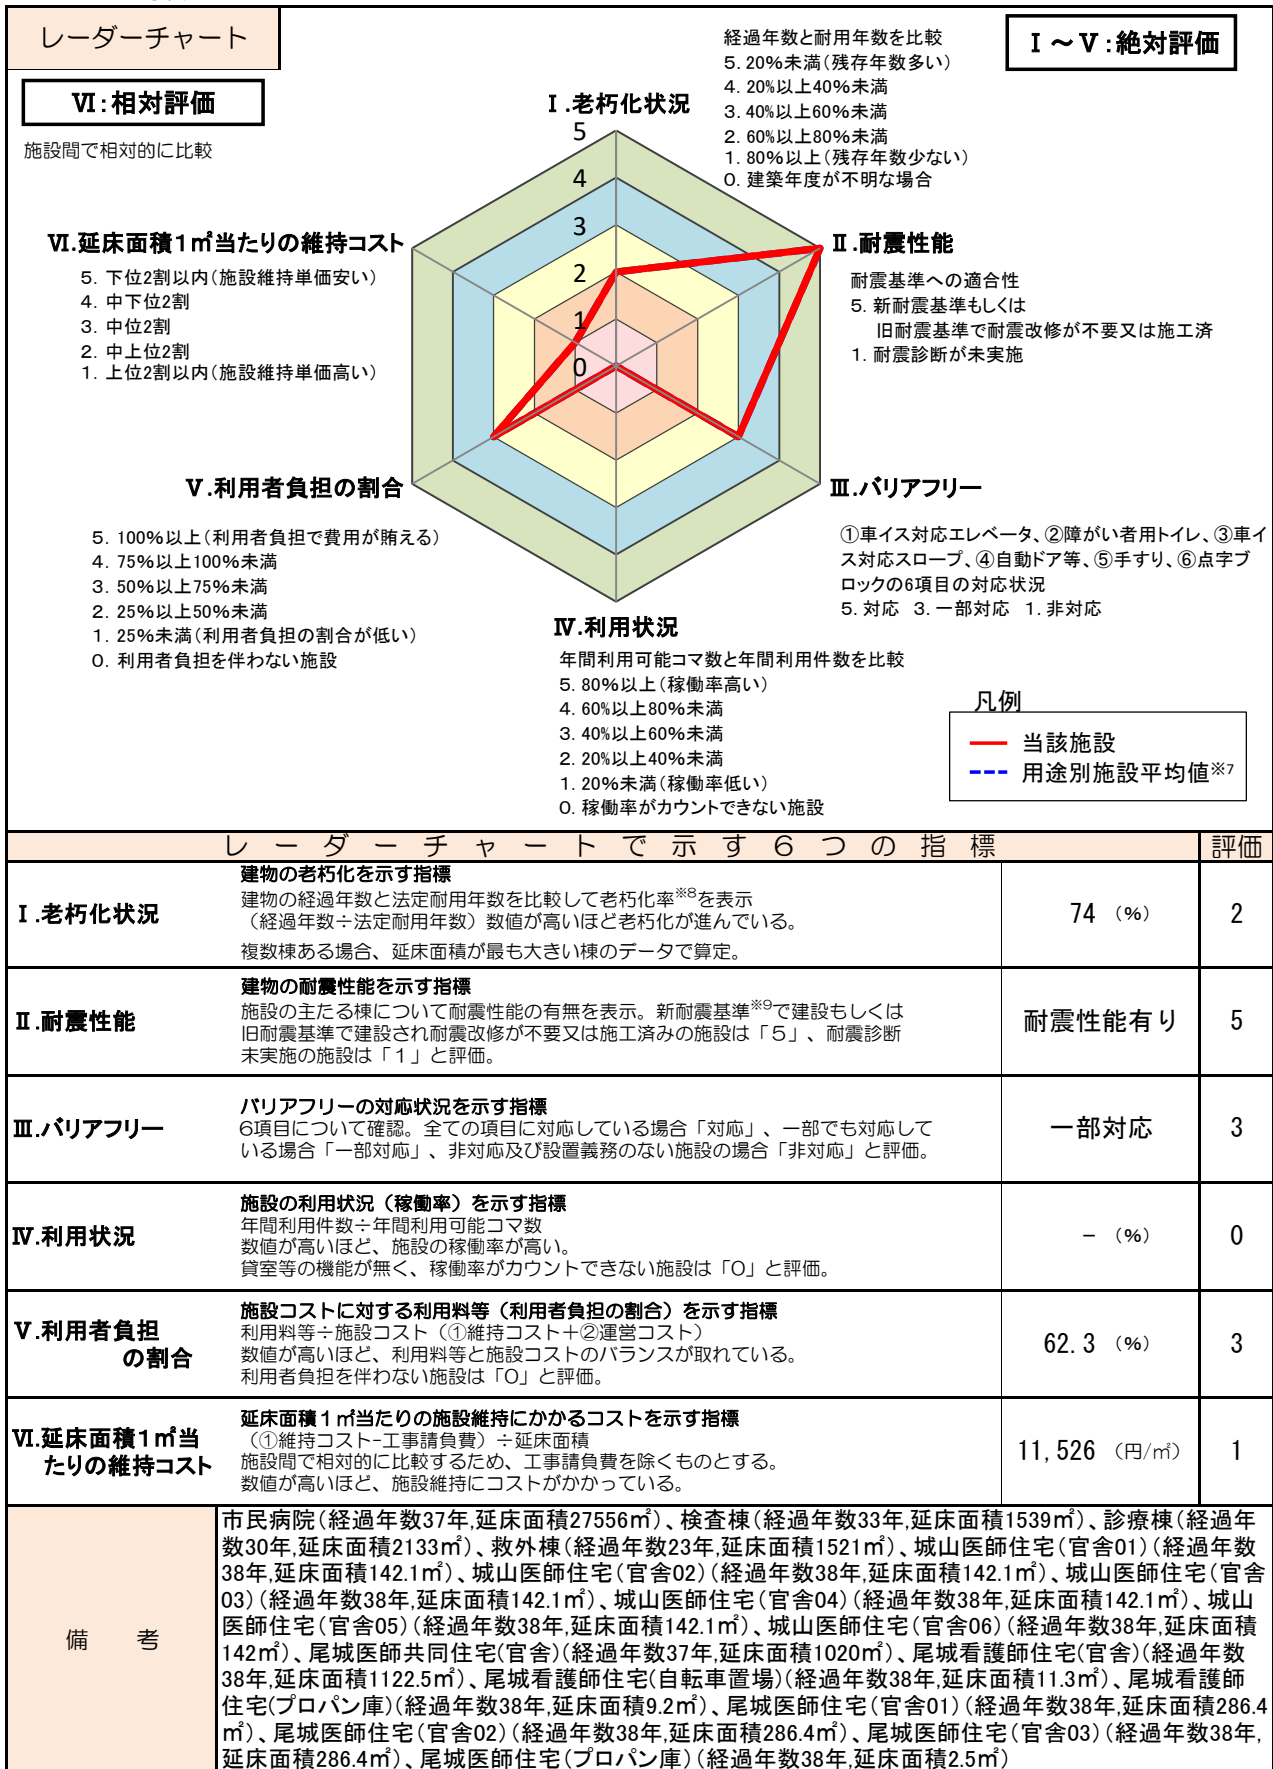 レーダーチャート
Ⅰ～Ⅴ:絶対評価
Ⅵ:相対評価
施設間で相対的に比較
Ⅰ.老朽化状況
経過年数と耐用年数を比較
5. 20%未満(残存年数多い)
4. 20%以上40%未満
3. 40%以上60%未満
2. 60%以上80%未満
1. 80%以上(残存年数少ない)
0. 建築年度が不明な場合
5
4
3
2
1
0
Ⅱ.耐震性能
耐震基準への適合性
5. 新耐震基準もしくは
旧耐震基準で耐震改修が不要又は施工済
1. 耐震診断が未実施
Ⅵ.延床面積1㎡当たりの維持コスト
5. 下位2割以内(施設維持単価安い)
4. 中下位2割
3. 中位2割
2. 中上位2割
1. 上位2割以内(施設維持単価高い)
Ⅴ.利用者負担の割合
5. 100%以上(利用者負担で費用が賄える)
4. 75%以上100%未満
3. 50%以上75%未満
2. 25%以上50%未満
1. 25%未満(利用者負担の割合が低い)
0. 利用者負担を伴わない施設
Ⅲ.バリアフリー
①車イス対応エレベータ、②障がい者用トイレ、③車イ
ス対応スロープ、④自動ドア等、⑤手すり、⑥点字ブ
ロックの6項目の対応状況
5. 対応 3. 一部対応 1. 非対応
Ⅳ.利用状況
年間利用可能コマ数と年間利用件数を比較
5. 80%以上(稼働率高い)
4. 60%以上80%未満
3. 40%以上60%未満
2. 20%以上40%未満
1. 20%未満(稼働率低い)
0. 稼働率がカウントできない施設
凡例
当該施設
用途別施設平均値※7
レーダーチャートで示す6つの指標 評価
Ⅰ.老朽化状況
建物の老朽化を示す指標
建物の経過年数と法定耐用年数を比較して老朽化率※8を表示
(経過年数÷法定耐用年数)数値が高いほど老朽化が進んでいる。
複数棟ある場合、延床面積が最も大きい棟のデータで算定。
74 (%) 2
Ⅱ.耐震性能
建物の耐震性能を示す指標
施設の主たる棟について耐震性能の有無を表示。新耐震基準※9で建設もしくは
旧耐震基準で建設され耐震改修が不要又は施工済みの施設は「5」、耐震診断
未実施の施設は「1」と評価。
耐震性能有り 5
Ⅲ.バリアフリー
バリアフリーの対応状況を示す指標
6項目について確認。全ての項目に対応している場合「対応」、一部でも対応して
いる場合「一部対応」、非対応及び設置義務のない施設の場合「非対応」と評価。
一部対応 3
Ⅳ.利用状況
施設の利用状況(稼働率)を示す指標
年間利用件数÷年間利用可能コマ数
数値が高いほど、施設の稼働率が高い。
貸室等の機能が無く、稼働率がカウントできない施設は「0」と評価。
－ (%) 0
Ⅴ.利用者負担
の割合
施設コストに対する利用料等(利用者負担の割合)を示す指標
利用料等÷施設コスト(①維持コスト＋②運営コスト)
数値が高いほど、利用料等と施設コストのバランスが取れている。
利用者負担を伴わない施設は「0」と評価。
62.3 (%) 3
Ⅵ.延床面積1㎡当
たりの維持コスト
延床面積1㎡当たりの施設維持にかかるコストを示す指標
(①維持コスト-工事請負費)÷延床面積
施設間で相対的に比較するため、工事請負費を除くものとする。
数値が高いほど、施設維持にコストがかかっている。
11,526 (円/㎡) 1
備 考
市民病院(経過年数37年,延床面積27556㎡)、検査棟(経過年数33年,延床面積1539㎡)、診療棟(経過年
数30年,延床面積2133㎡)、救外棟(経過年数23年,延床面積1521㎡)、城山医師住宅(官舎01)(経過年数
38年,延床面積142.1㎡)、城山医師住宅(官舎02)(経過年数38年,延床面積142.1㎡)、城山医師住宅(官舎
03)(経過年数38年,延床面積142.1㎡)、城山医師住宅(官舎04)(経過年数38年,延床面積142.1㎡)、城山
医師住宅(官舎05)(経過年数38年,延床面積142.1㎡)、城山医師住宅(官舎06)(経過年数38年,延床面積
142㎡)、尾城医師共同住宅(官舎)(経過年数37年,延床面積1020㎡)、尾城看護師住宅(官舎)(経過年数
38年,延床面積1122.5㎡)、尾城看護師住宅(自転車置場)(経過年数38年,延床面積11.3㎡)、尾城看護師
住宅(プロパン庫)(経過年数38年,延床面積9.2㎡)、尾城医師住宅(官舎01)(経過年数38年,延床面積286.4
㎡)、尾城医師住宅(官舎02)(経過年数38年,延床面積286.4㎡)、尾城医師住宅(官舎03)(経過年数38年,
延床面積286.4㎡)、尾城医師住宅(プロパン庫)(経過年数38年,延床面積2.5㎡)